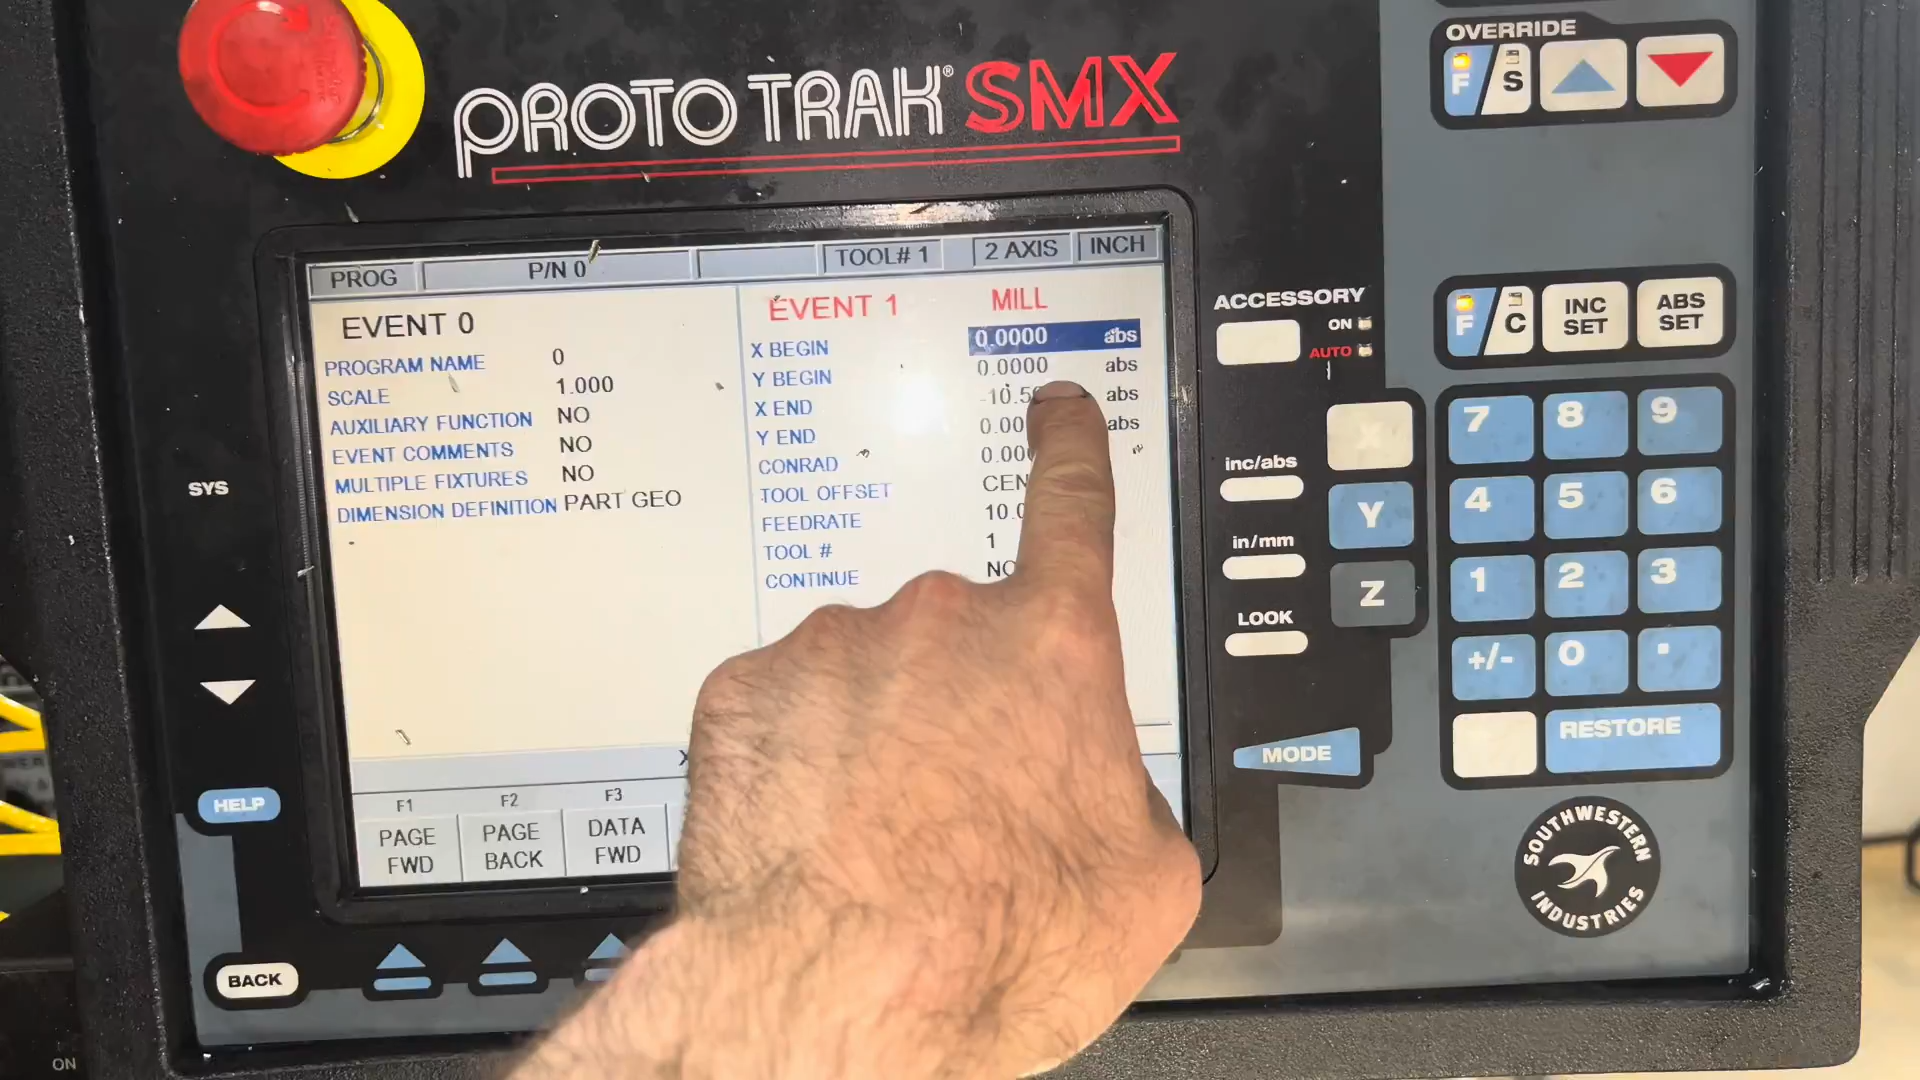 OVERRIDE
F S
PROTO TRAK® SMX
PROG P/N 0 TOOL# 1 2 AXIS INCH
EVENT 0
PROGRAM NAME 0
SCALE 1.000
AUXILIARY FUNCTION NO
EVENT COMMENTS NO
MULTIPLE FIXTURES NO
DIMENSION DEFINITION PART GEO
EVENT 1 MILL
X BEGIN 0.0000 abs
Y BEGIN 0.0000 abs
X END abs
Y END abs
CONRAD
TOOL OFFSET
FEEDRATE
TOOL # 1
CONTINUE
F1 F2 F3
PAGE FWD
PAGE BACK
DATA FWD
SYS
HELP
BACK
ON
ACCESSORY
ON
AUTO
inc/abs
in/mm
LOOK
MODE
X
Y
Z
F C
INC SET
ABS SET
7 8 9
4 5 6
1 2 3
+/- 0 .
RESTORE
SOUTHWESTERN
INDUSTRIES